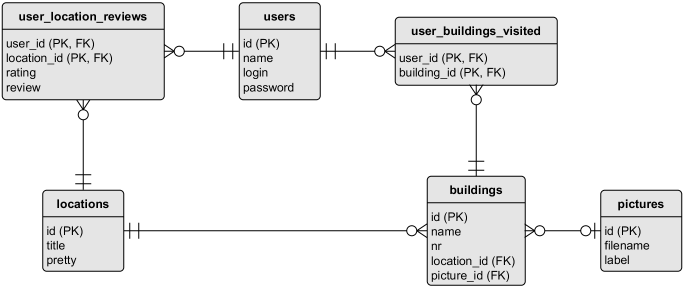 user_location_reviews
user_id (PK, FK)
location_id (PK, FK)
rating
review
users
id (PK)
name
login
password
user_buildings_visited
user_id (PK, FK)
building_id (PK, FK)
locations
id (PK)
title
pretty
buildings
id (PK)
name
nr
location_id (FK)
picture_id (FK)
pictures
id (PK)
filename
label